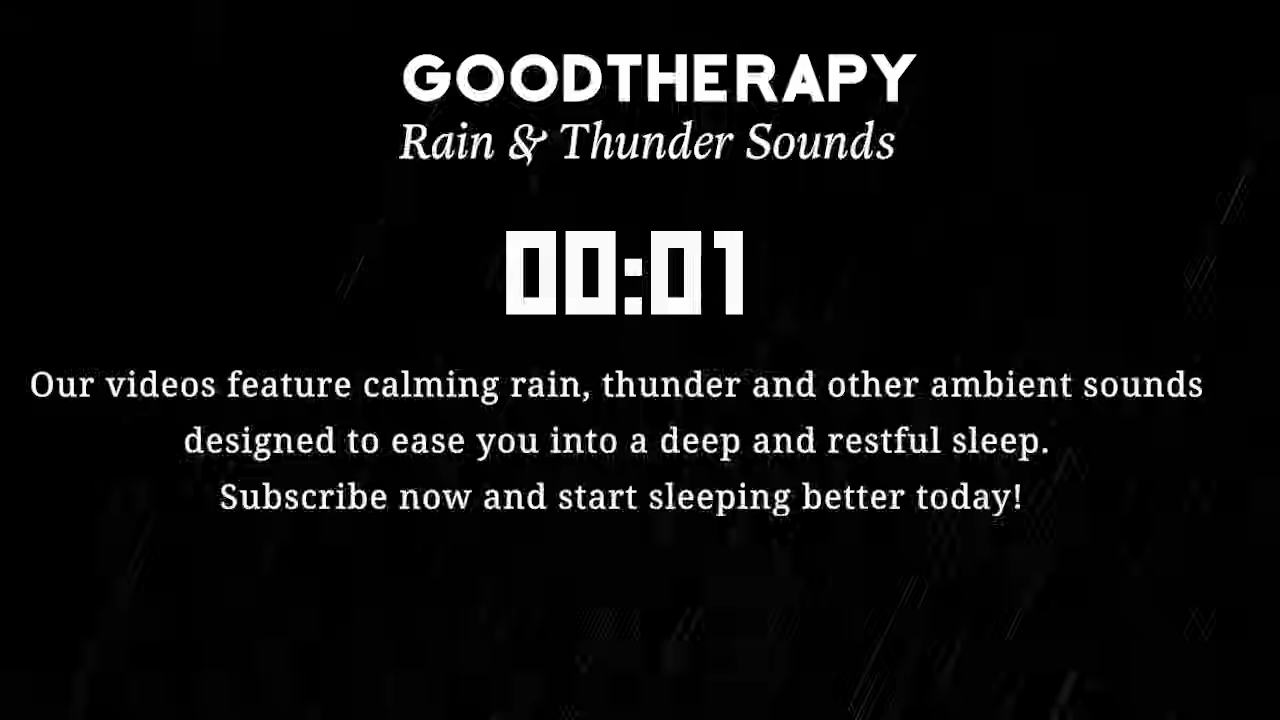 GOODTHERAPY
Rain & Thunder Sounds
00:01
Our videos feature calming rain, thunder and other ambient sounds
designed to ease you into a deep and restful sleep.
Subscribe now and start sleeping better today!